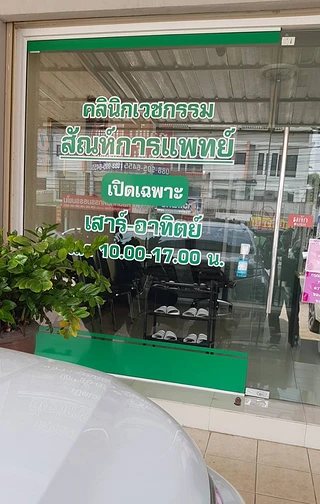 คลินิกเวชกรรม
สัณห์การแพทย์
เปิดเฉพาะ
เสาร์-อาทิตย์
10.00-17.00 น.